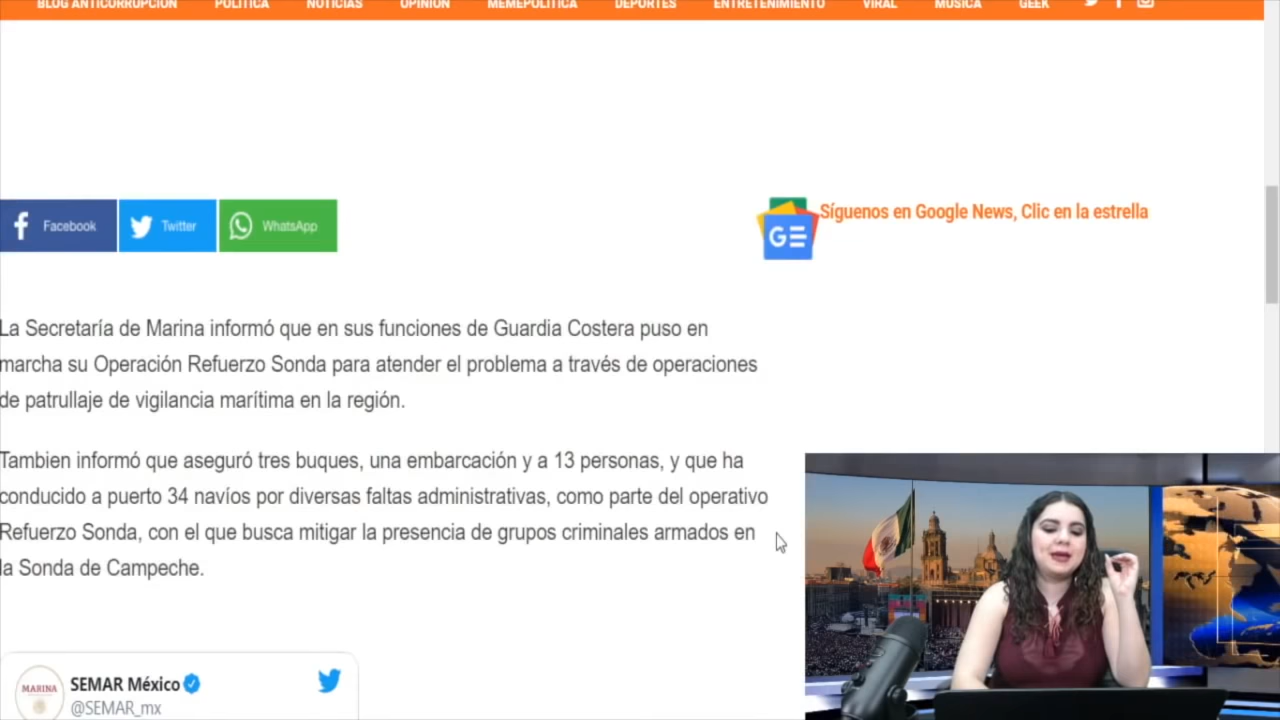 BLOG ANTICORRUPCIÓN POLÍTICA NOTICIAS OPINIÓN MEMEPOLÍTICA DEPORTES ENTRETENIMIENTO VIRAL MÚSICA GEEK
Facebook Twitter WhatsApp
GE Síguenos en Google News, Clic en la estrella
La Secretaría de Marina informó que en sus funciones de Guardia Costera puso en
marcha su Operación Refuerzo Sonda para atender el problema a través de operaciones
de patrullaje de vigilancia marítima en la región.
Tambien informó que aseguró tres buques, una embarcación y a 13 personas, y que ha
conducido a puerto 34 navíos por diversas faltas administrativas, como parte del operativo
Refuerzo Sonda, con el que busca mitigar la presencia de grupos criminales armados en
la Sonda de Campeche.
MARINA
SEMAR México
@SEMAR_mx